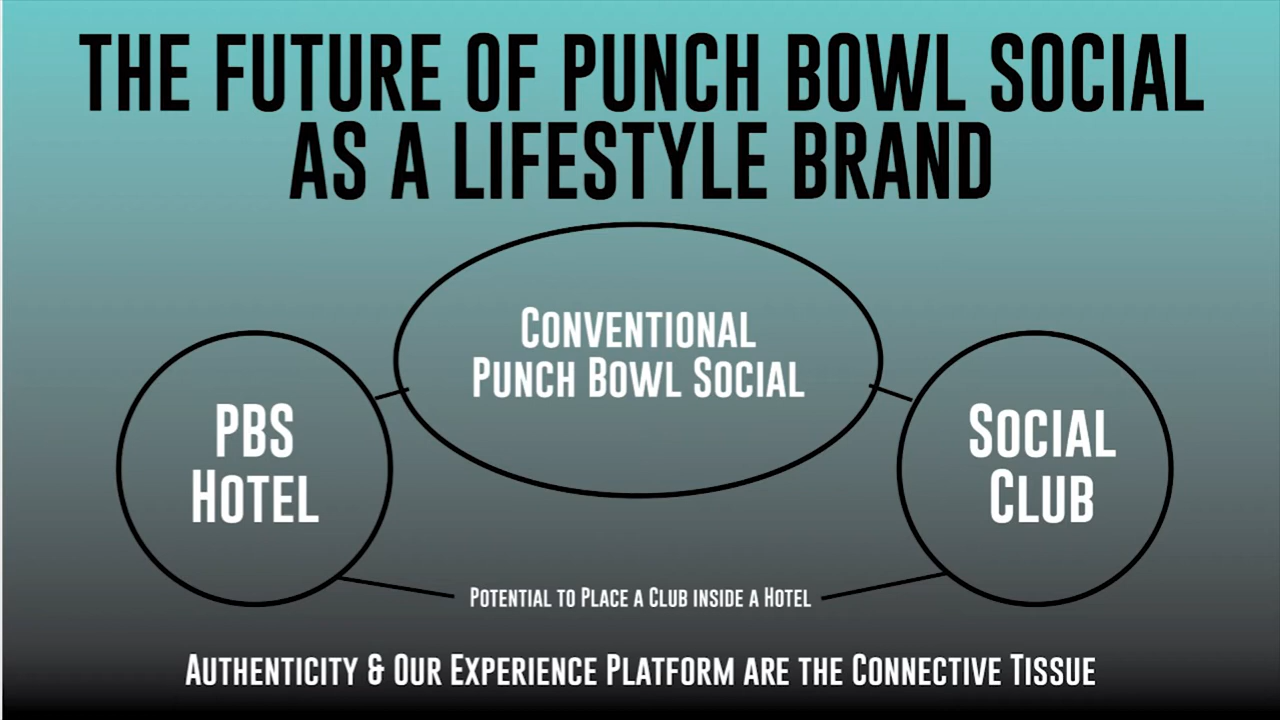 THE FUTURE OF PUNCH BOWL SOCIAL
AS A LIFESTYLE BRAND
CONVENTIONAL
PUNCH BOWL SOCIAL
PBS
HOTEL
SOCIAL
CLUB
POTENTIAL TO PLACE A CLUB INSIDE A HOTEL
AUTHENTICITY & OUR EXPERIENCE PLATFORM ARE THE CONNECTIVE TISSUE